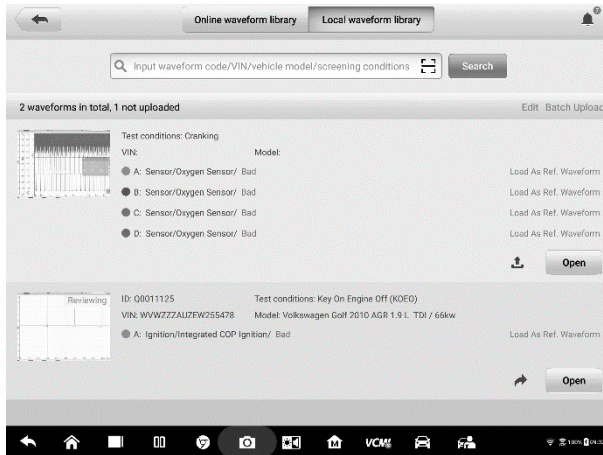 Online waveform library Local waveform library
Input waveform code/VIN/vehicle model/screening conditions Search
2 waveforms in total, 1 not uploaded Edit Batch Upload
Test conditions: Cranking
VIN: Model:
A: Sensor/Oxygen Sensor/ Bad Load As Ref. Waveform
B: Sensor/Oxygen Sensor/ Bad Load As Ref. Waveform
C: Sensor/Oxygen Sensor/ Bad Load As Ref. Waveform
D: Sensor/Oxygen Sensor/ Bad Load As Ref. Waveform
Open
Reviewing ID: Q0011125 Test conditions: Key On Engine Off (KOEO)
VIN: WVWZZZAUZEW255478 Model: Volkswagen Golf 2010 AGR 1.9 L TDI / 66kw
A: Ignition/Integrated COP Ignition/ Bad Load As Ref. Waveform
Open
M VCMI 100%